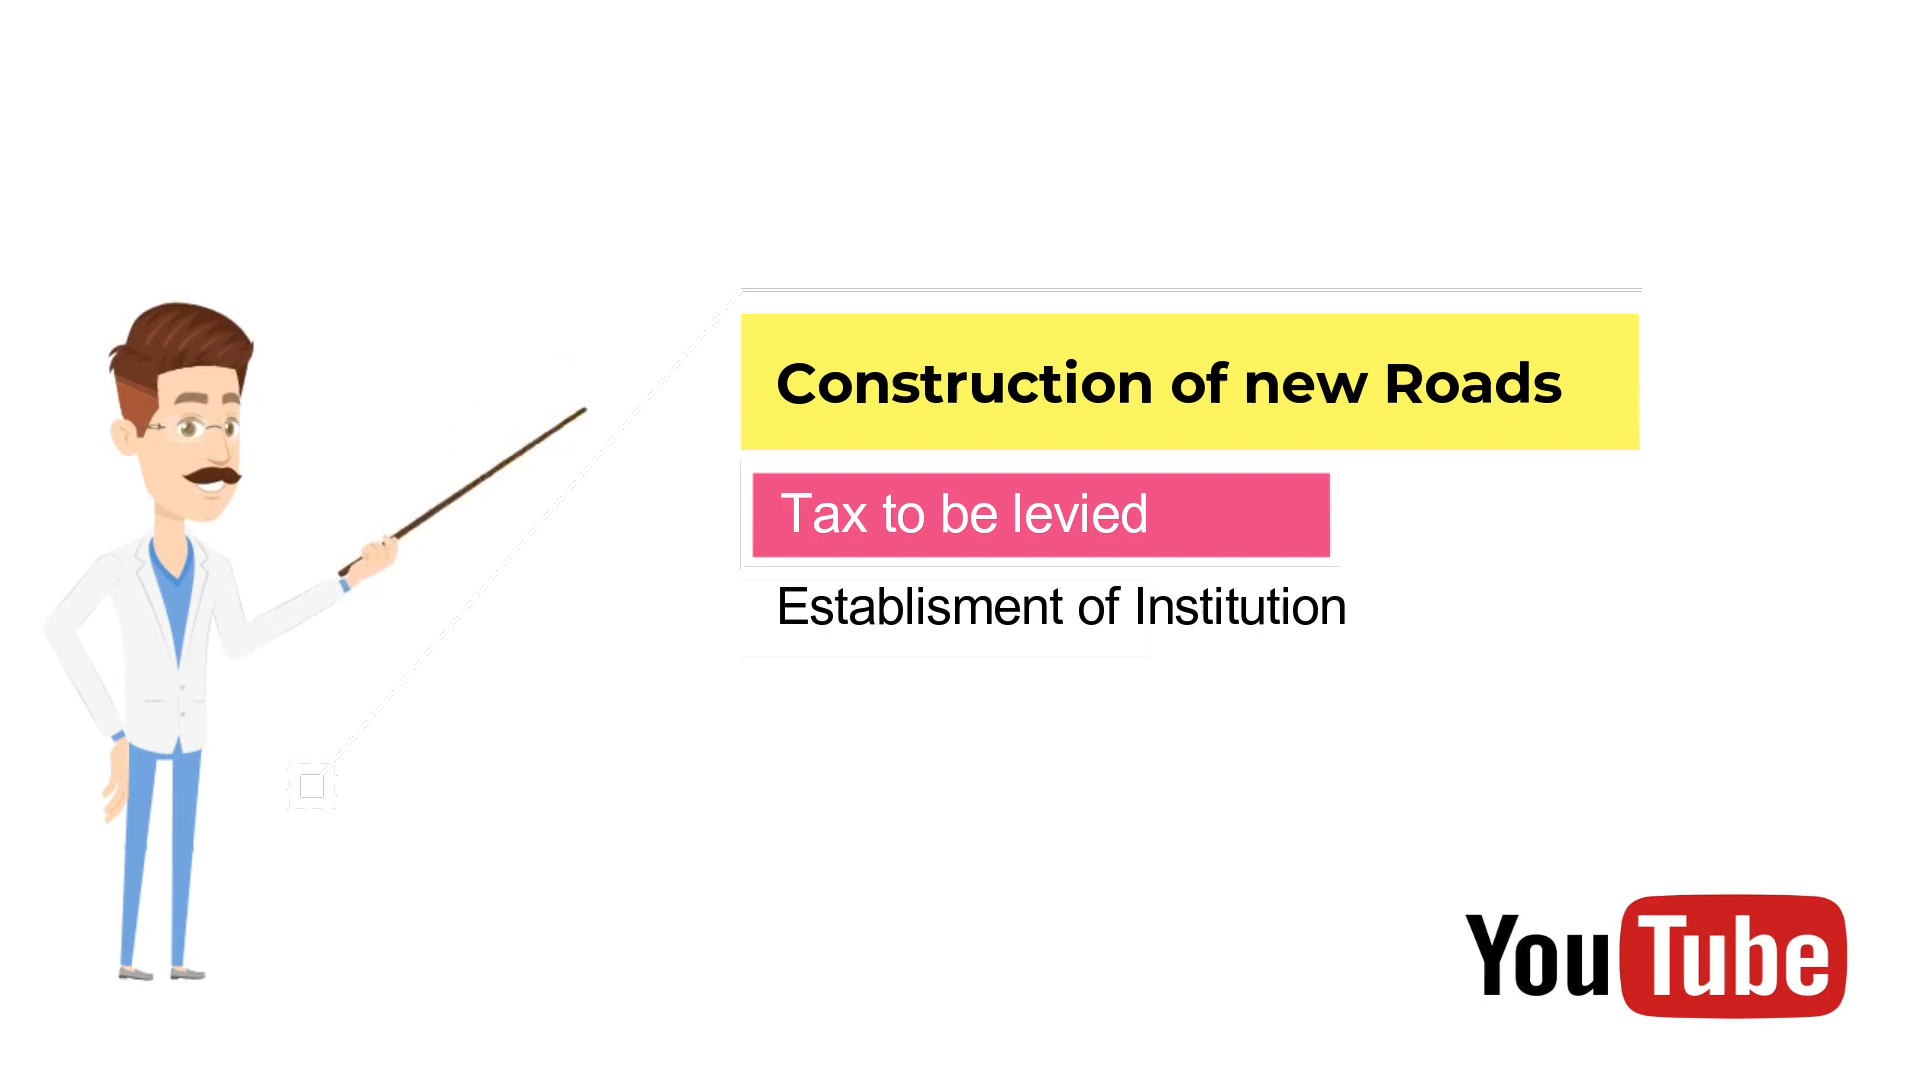 Construction of new Roads
Tax to be levied
Establisment of Institution
YouTube